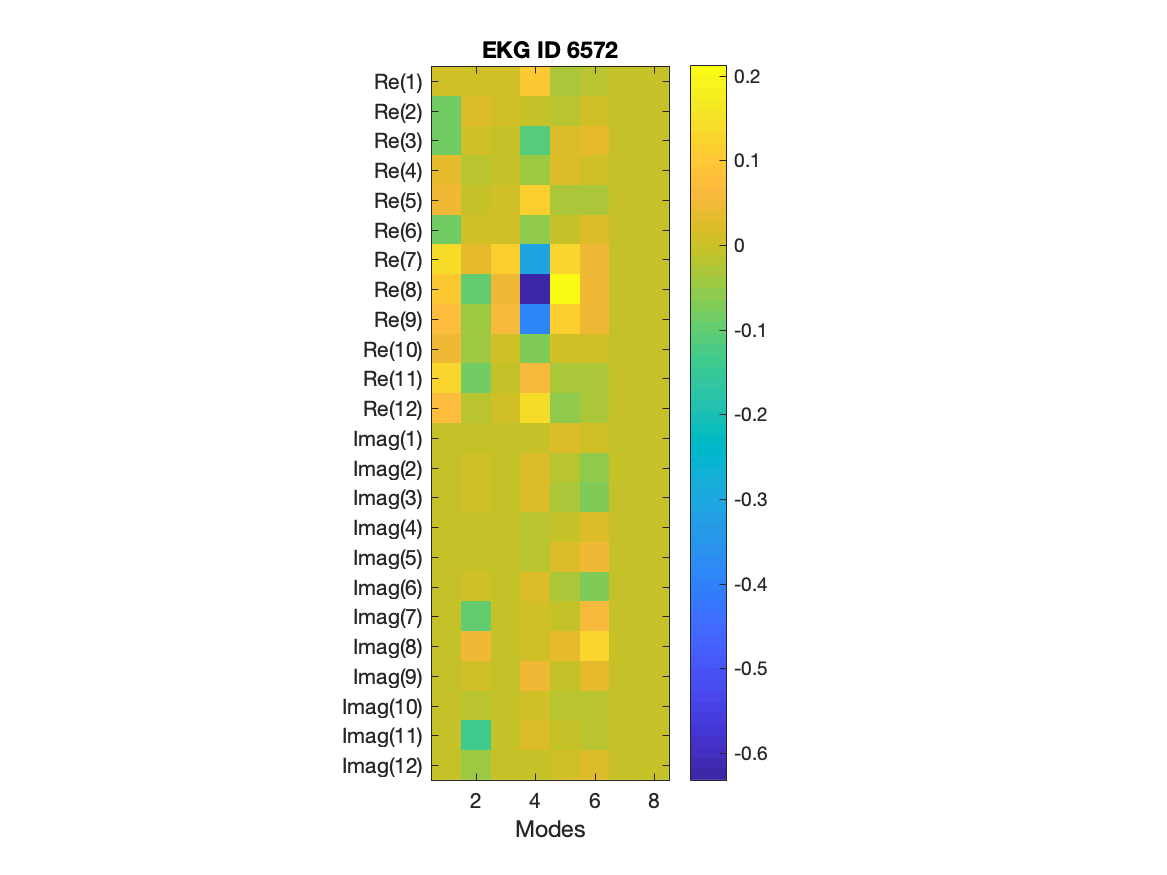 EKG ID 6572
Re(1)
Re(2)
Re(3)
Re(4)
Re(5)
Re(6)
Re(7)
Re(8)
Re(9)
Re(10)
Re(11)
Re(12)
Imag(1)
Imag(2)
Imag(3)
Imag(4)
Imag(5)
Imag(6)
Imag(7)
Imag(8)
Imag(9)
Imag(10)
Imag(11)
Imag(12)
2 4 6 8
Modes
0.2
0.1
0
-0.1
-0.2
-0.3
-0.4
-0.5
-0.6